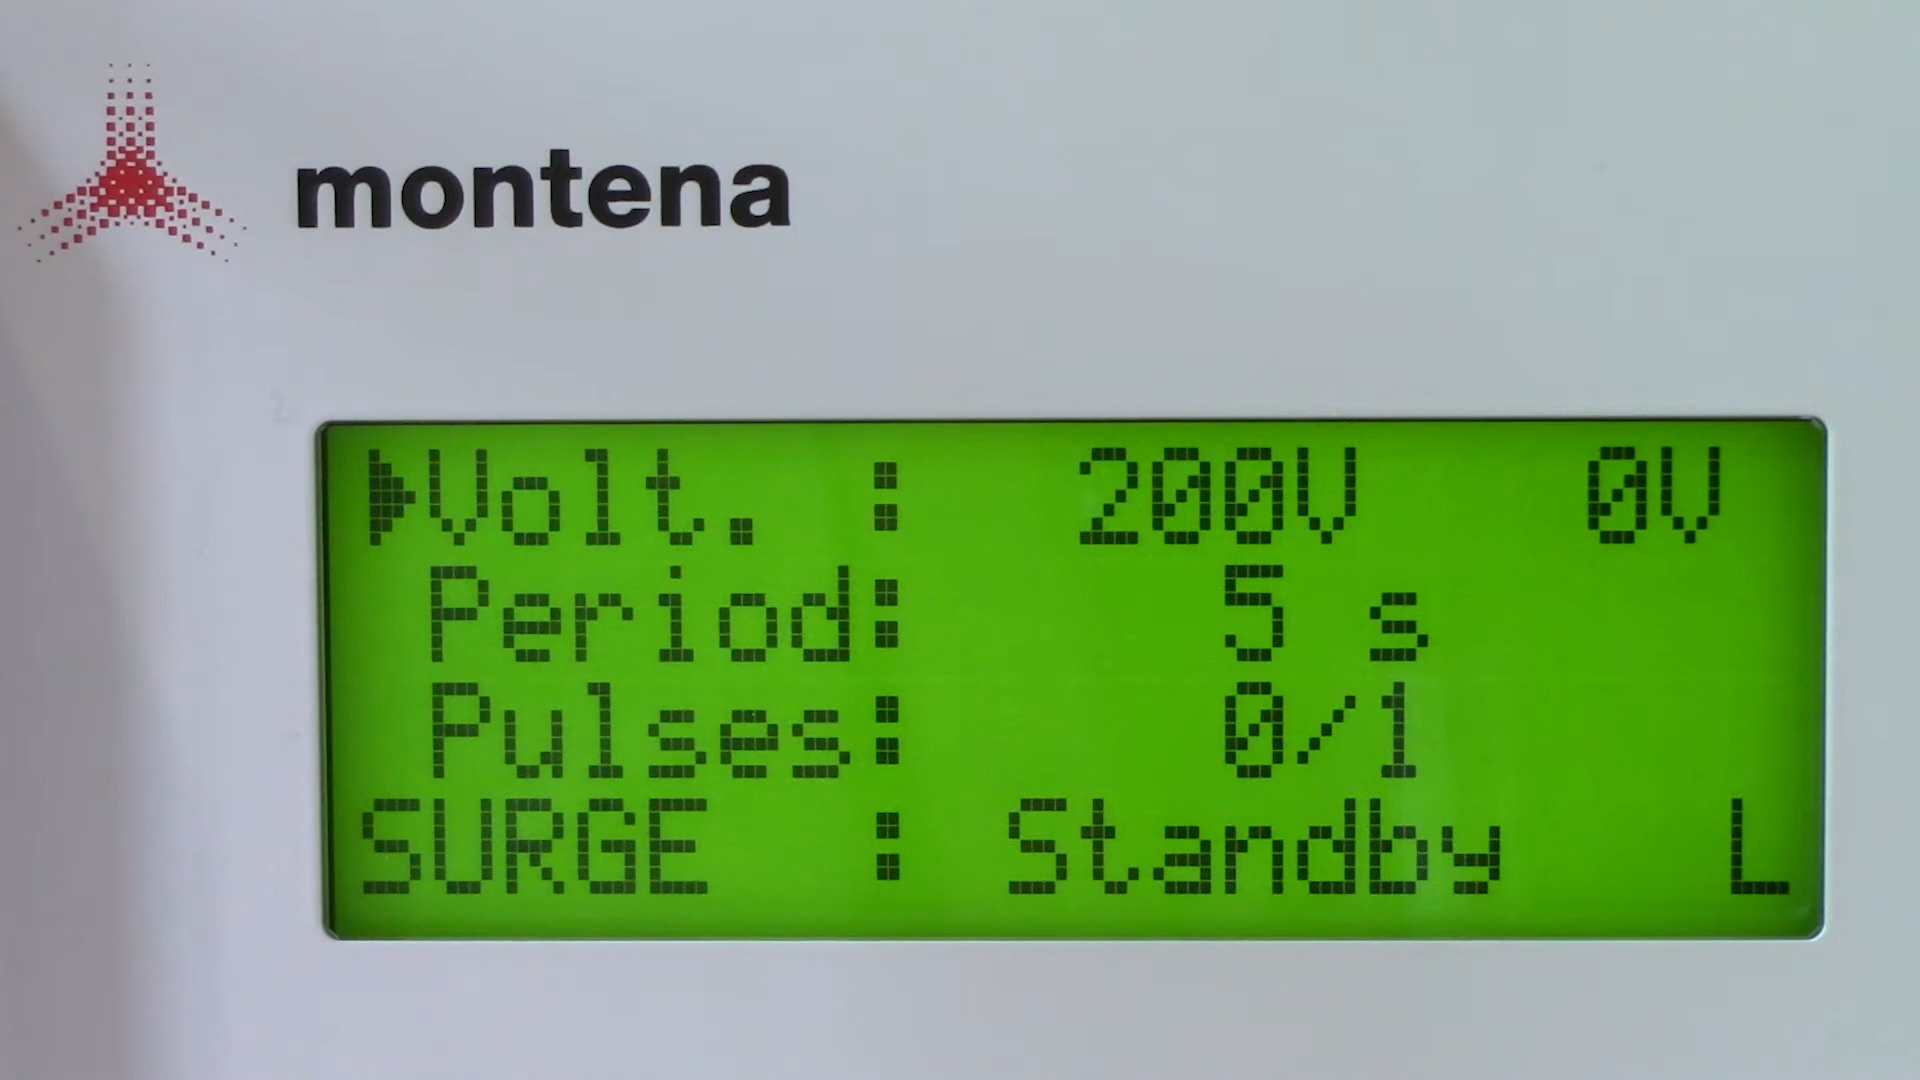 montena
▶Volt. : 200V 0V
Period: 5 s
Pulses: 0/1
SURGE : Standby L